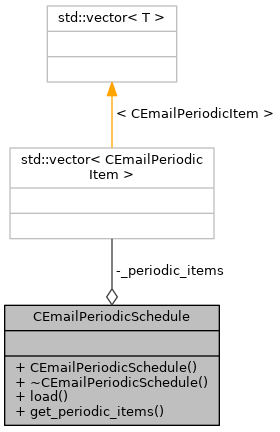 std::vector< T >
< CEmailPeriodicItem >
std::vector< CEmailPeriodic
Item >
-_periodic_items
CEmailPeriodicSchedule
+ CEmailPeriodicSchedule()
+ ~CEmailPeriodicSchedule()
+ load()
+ get_periodic_items()